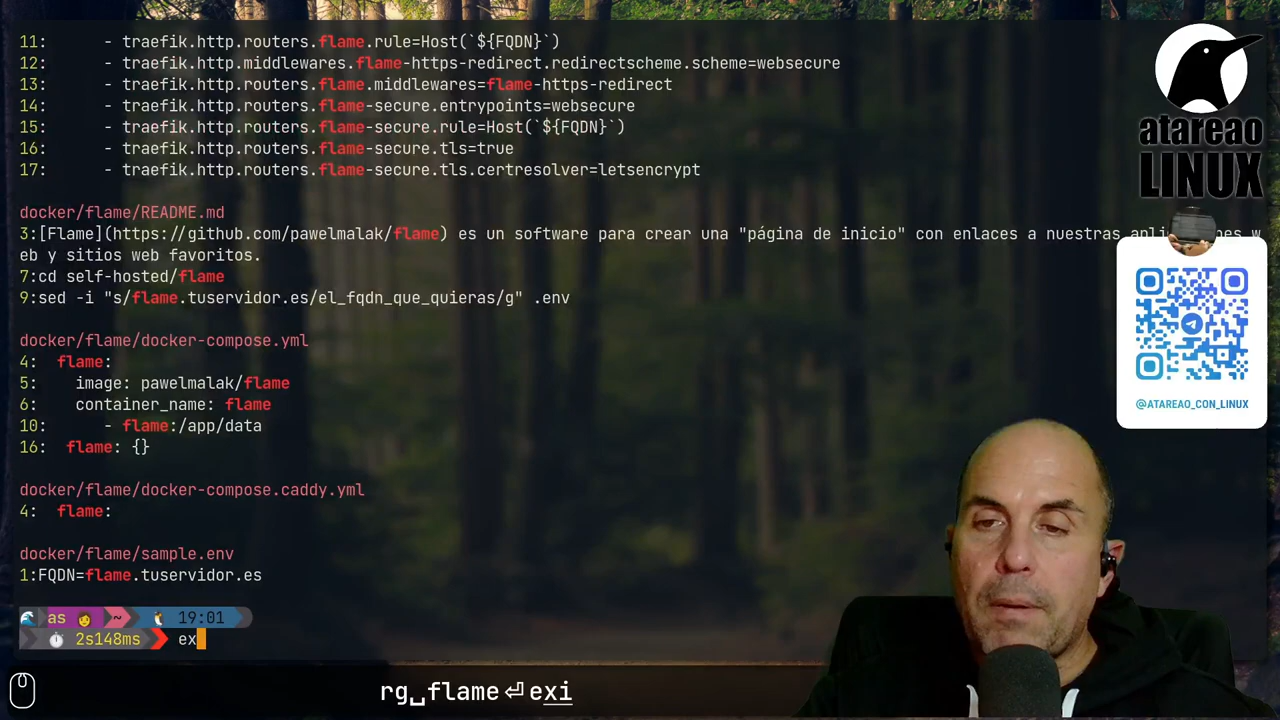 11:      - traefik.http.routers.flame.rule=Host(`${FQDN}`)
12:      - traefik.http.middlewares.flame-https-redirect.redirectscheme.scheme=websecure
13:      - traefik.http.routers.flame.middlewares=flame-https-redirect
14:      - traefik.http.routers.flame-secure.entrypoints=websecure
15:      - traefik.http.routers.flame-secure.rule=Host(`${FQDN}`)
16:      - traefik.http.routers.flame-secure.tls=true
17:      - traefik.http.routers.flame-secure.tls.certresolver=letsencrypt
atareao
LINUX
docker/flame/README.md
3:[Flame](https://github.com/pawelmalak/flame) es un software para crear una "página de inicio" con enlaces a nuestras
eb y sitios web favoritos.
7:cd self-hosted/flame
9:sed -i "s/flame.tuservidor.es/el_fqdn_que_quieras/g" .env
docker/flame/docker-compose.yml
4:  flame:
5:    image: pawelmalak/flame
6:    container_name: flame
10:      - flame:/app/data
16:  flame: {}
@ATAREAO_CON_LINUX
docker/flame/docker-compose.caddy.yml
4:  flame:
docker/flame/sample.env
1:FQDN=flame.tuservidor.es
as ~ 19:01
2s148ms ex
rg␣flame⏎exi